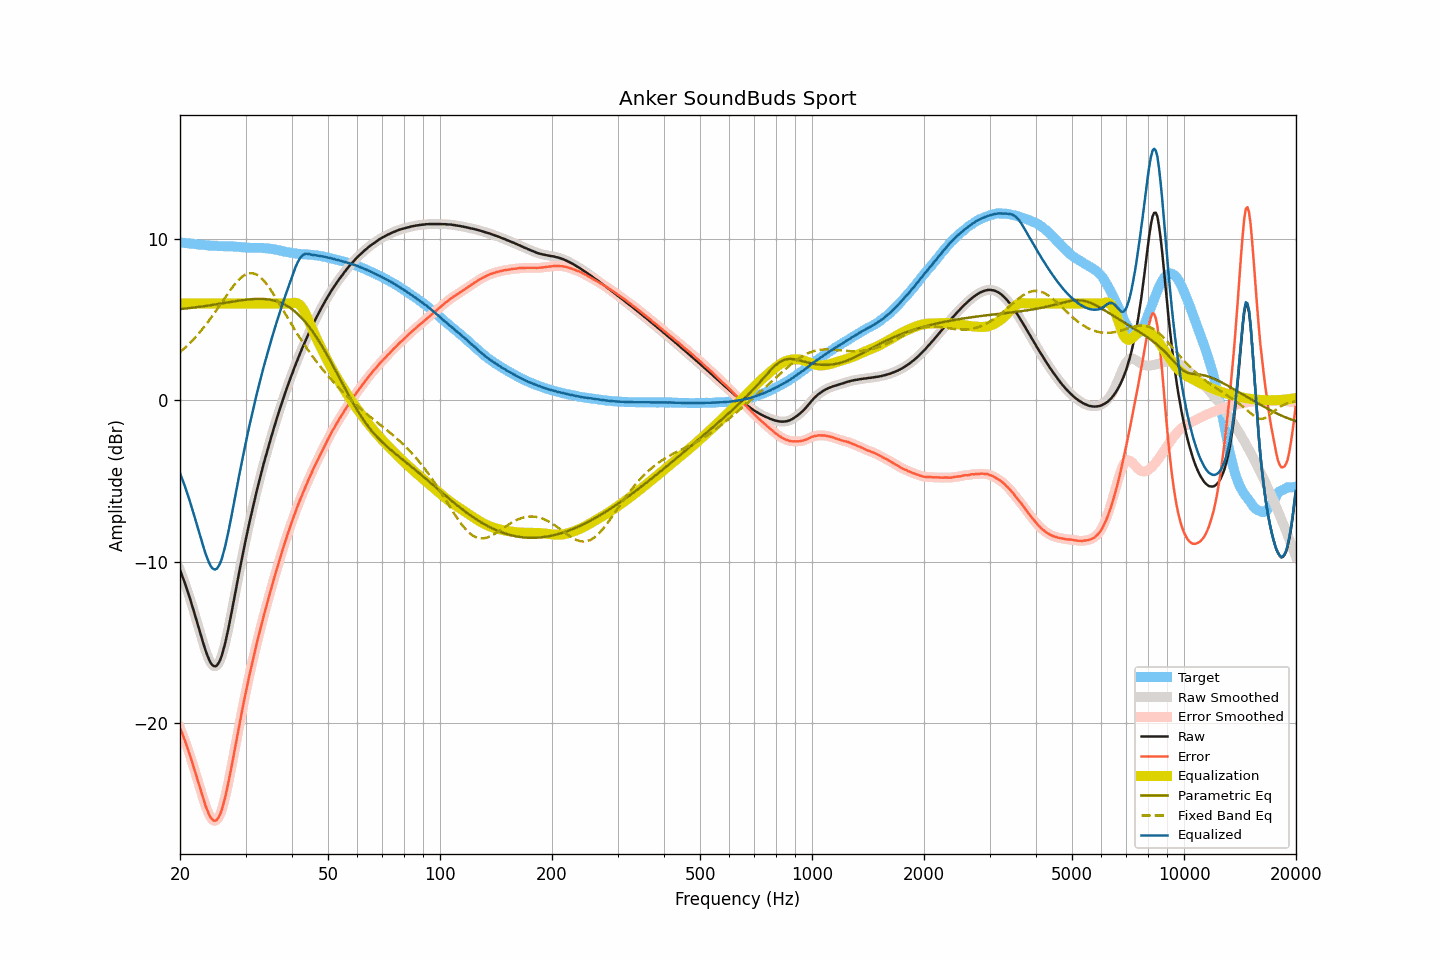 Anker SoundBuds Sport
Amplitude (dBr)
10
0
−10
−20
Target
Raw Smoothed
Error Smoothed
Raw
Error
Equalization
Parametric Eq
Fixed Band Eq
Equalized
20 50 100 200 500 1000 2000 5000 10000 20000
Frequency (Hz)